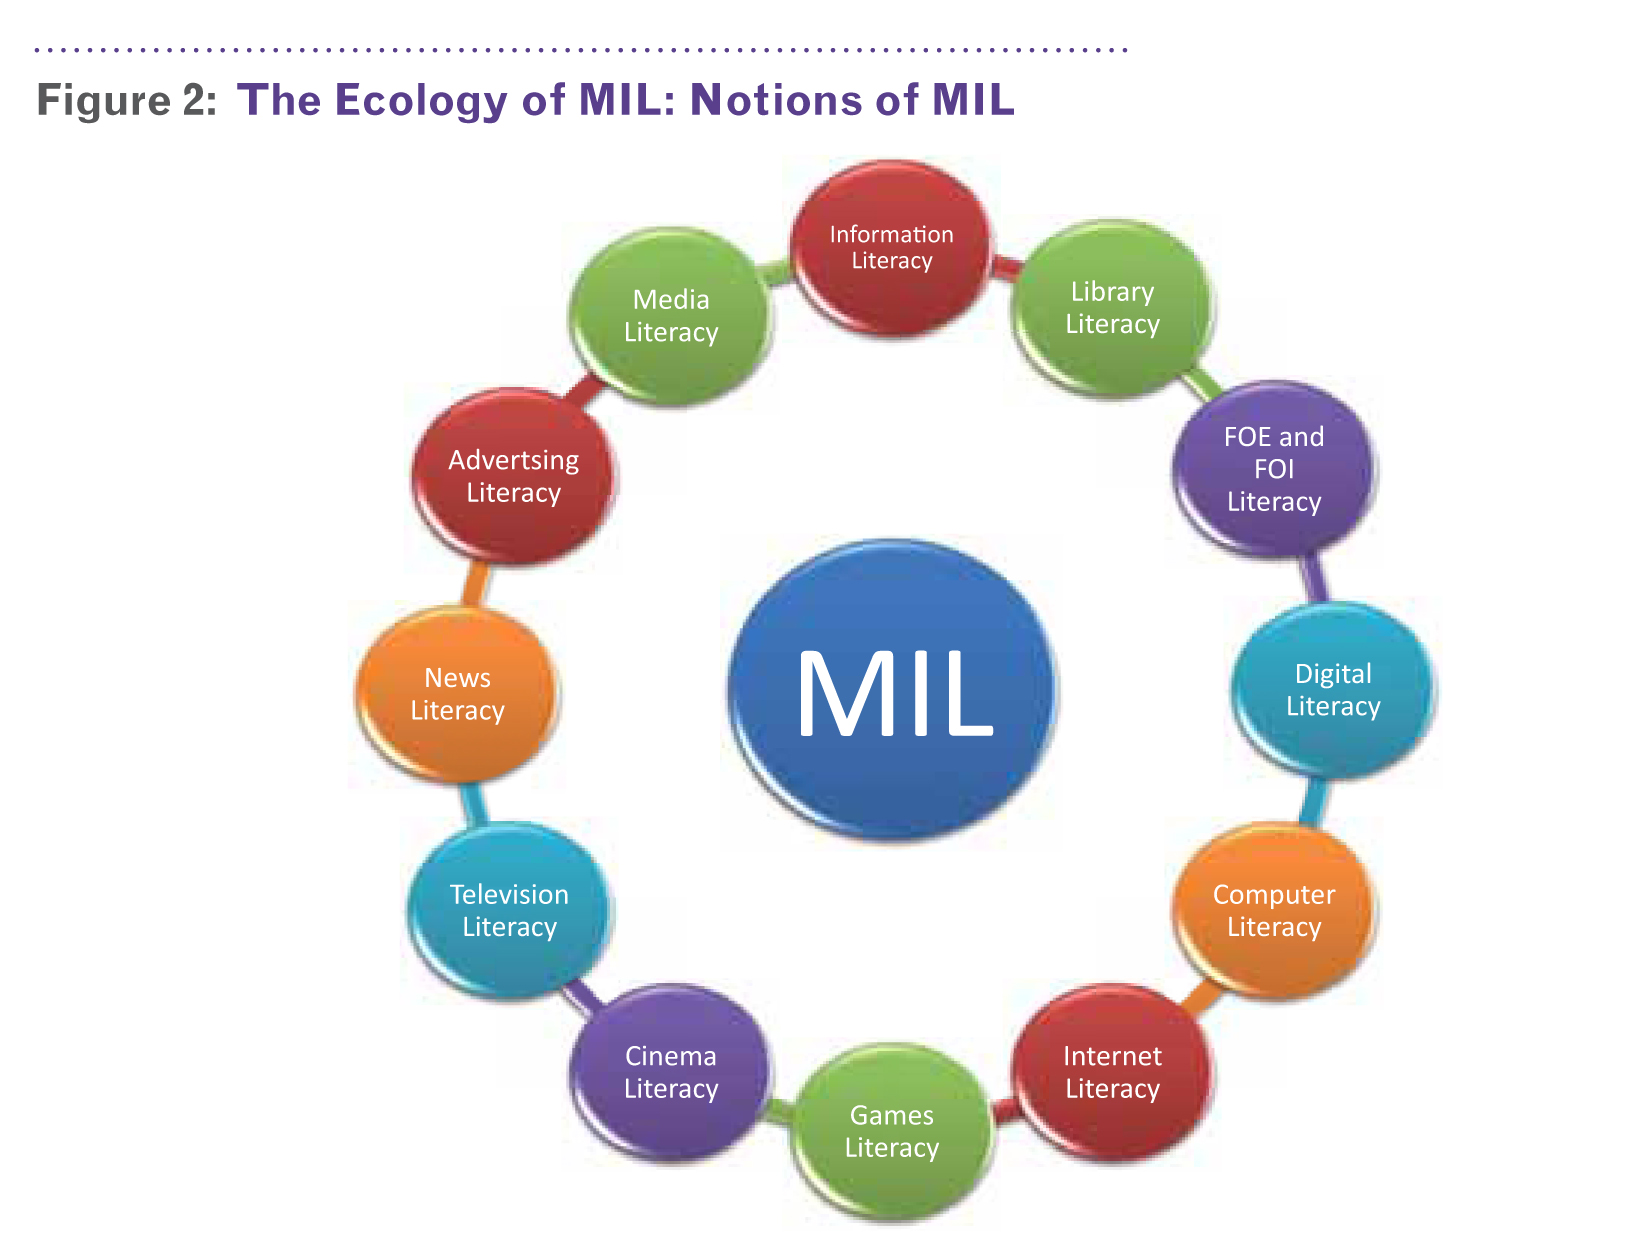 Figure 2: The Ecology of MIL: Notions of MIL
Information
Literacy
Library
Literacy
FOE and
FOI
Literacy
Digital
Literacy
Computer
Literacy
Internet
Literacy
Games
Literacy
Cinema
Literacy
Television
Literacy
News
Literacy
Advertsing
Literacy
Media
Literacy
MIL